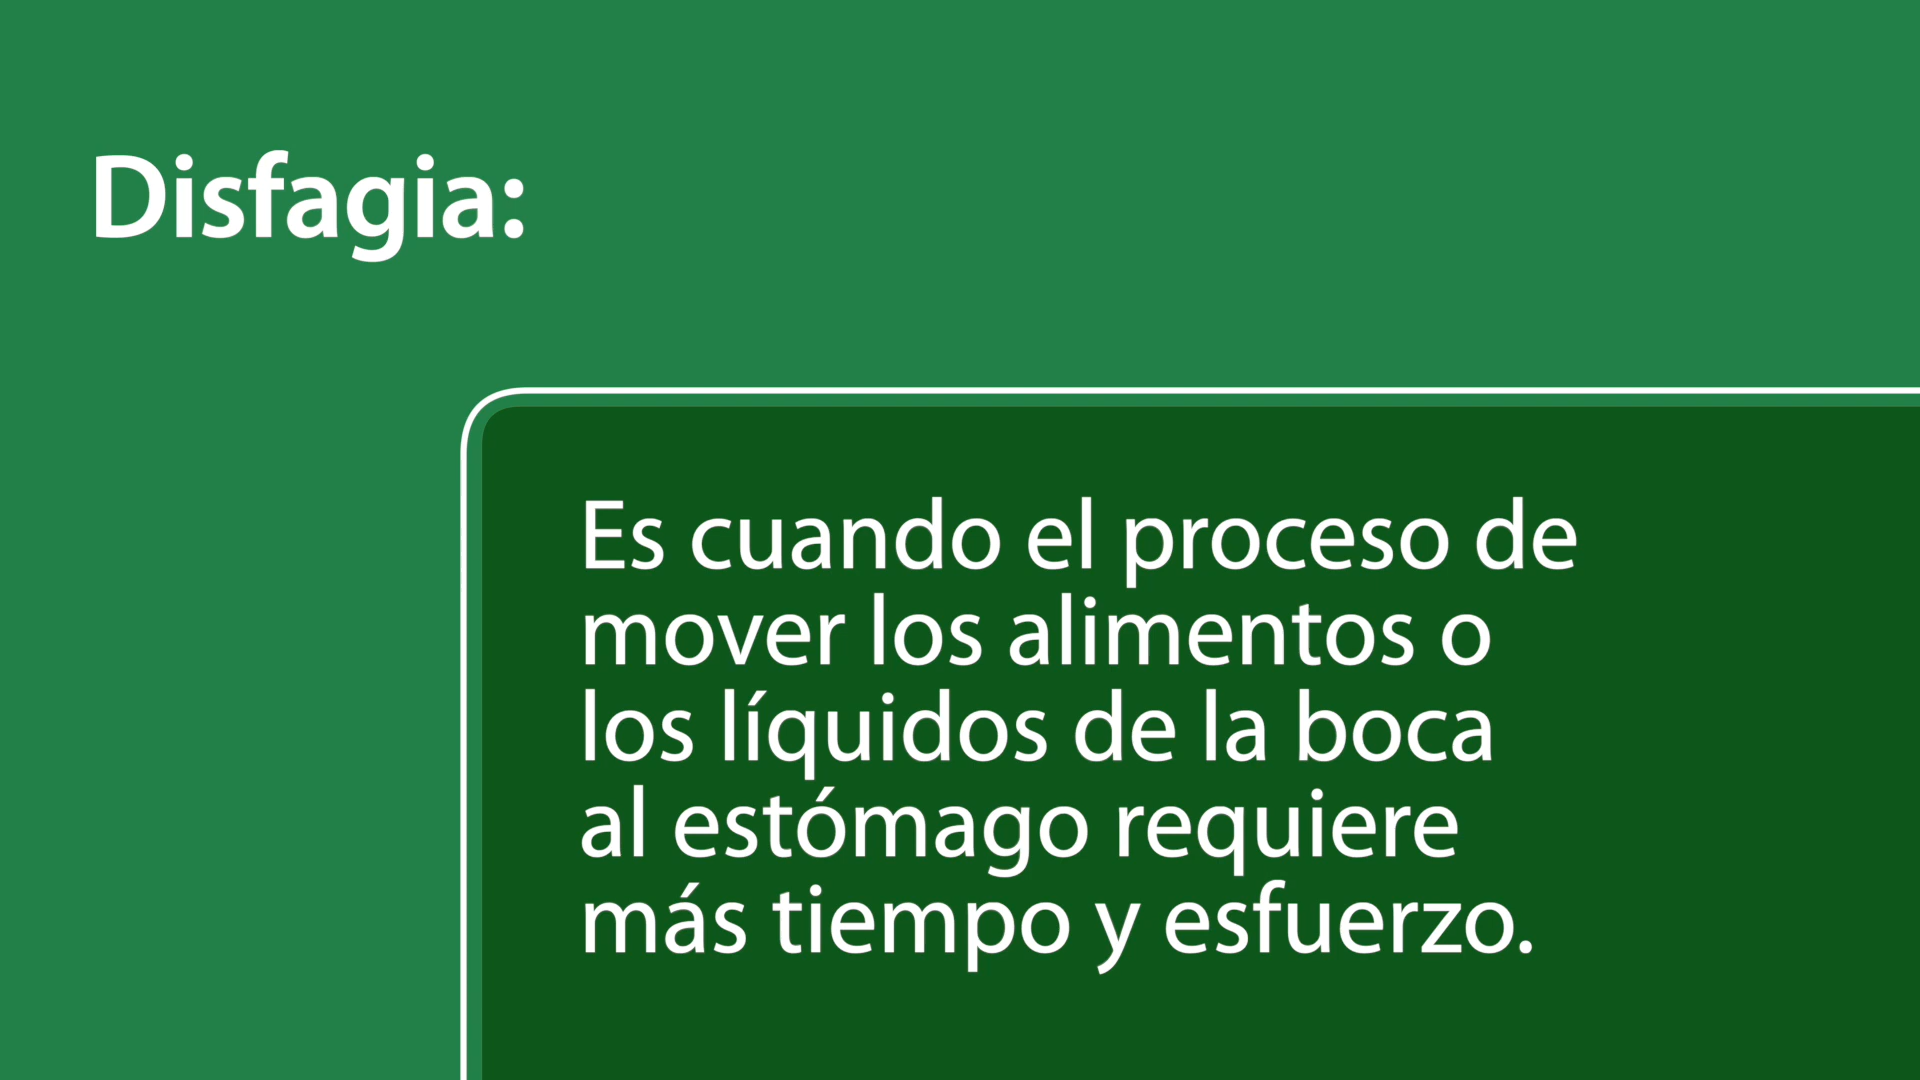 Disfagia:
Es cuando el proceso de
mover los alimentos o
los líquidos de la boca
al estómago requiere
más tiempo y esfuerzo.